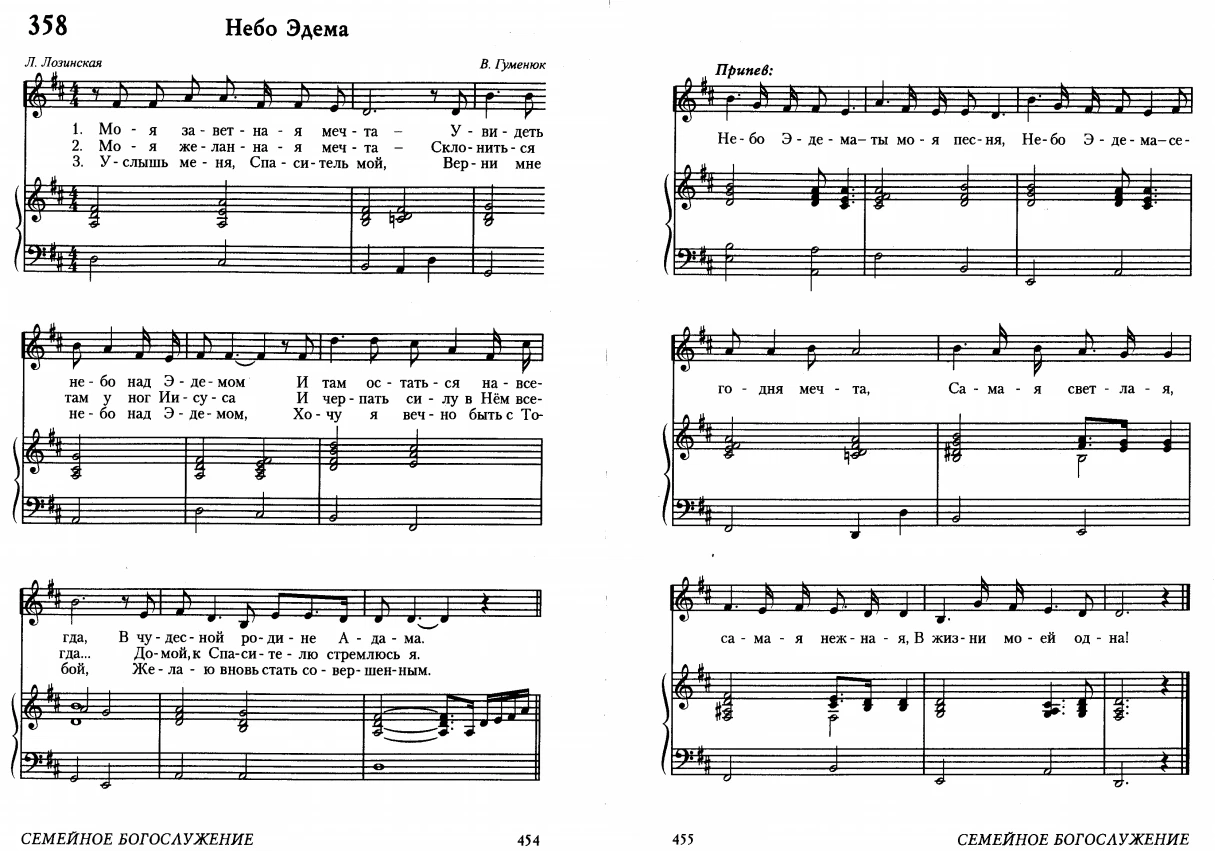 358
Небо Эдема
Л. Лозинская
В. Гуменюк
1. Мо - я за - вет - на - я меч - та – У - ви - деть
2. Мо - я же - лан - на - я меч - та – Скло - нить - ся
3. У - слышь ме - ня, Спа - си - тель мой, Вер - ни мне
не - бо над Э - де - мом И там ос - тать - ся на - все-
там у ног Ии - су - са И чер - пать си - лу в Нём все-
не - бо над Э - де - мом, Хо - чу я веч - но быть с То-
гда, В чу - дес - ной ро - ди - не А - да - ма.
гда... До - мой, к Спа - си - те - лю стремлюсь я.
бой, Же - ла - ю вновь стать со - вер - шен - ным.
СЕМЕЙНОЕ БОГОСЛУЖЕНИЕ
454
Припев:
Не - бо Э - де - ма – ты мо - я пес - ня, Не - бо Э - де - ма – се-
го - дня меч - та, Са - ма - я свет - ла - я,
са - ма - я неж - на - я, В жиз - ни мо - ей од - на!
455
СЕМЕЙНОЕ БОГОСЛУЖЕНИЕ